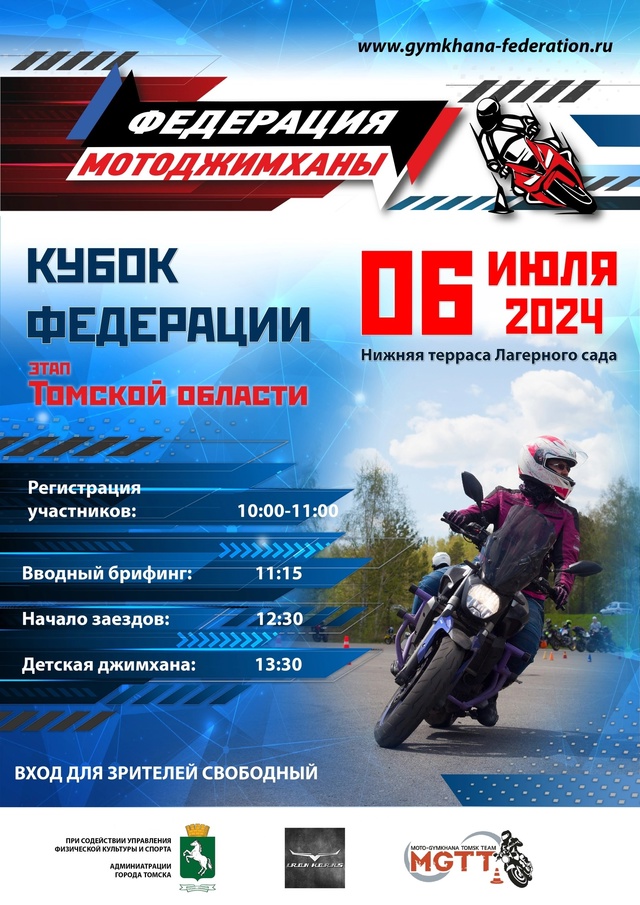 www.gymkhana-federation.ru
ФЕДЕРАЦИЯ
МОТОДЖИМХАНЫ
КУБОК
ФЕДЕРАЦИИ
ЭТАП
ТОМСКОЙ ОБЛАСТИ
06 ИЮЛЯ
2024
Нижняя терраса Лагерного сада
Регистрация
участников: 10:00-11:00
Вводный брифинг: 11:15
Начало заездов: 12:30
Детская джимхана: 13:30
ВХОД ДЛЯ ЗРИТЕЛЕЙ СВОБОДНЫЙ
ПРИ СОДЕЙСТВИИ УПРАВЛЕНИЯ
ФИЗИЧЕСКОЙ КУЛЬТУРЫ И СПОРТА
АДМИНИАТРАЦИИ
ГОРОДА ТОМСКА
MOTO-GYMKHANA TOMSK TEAM
MGTT